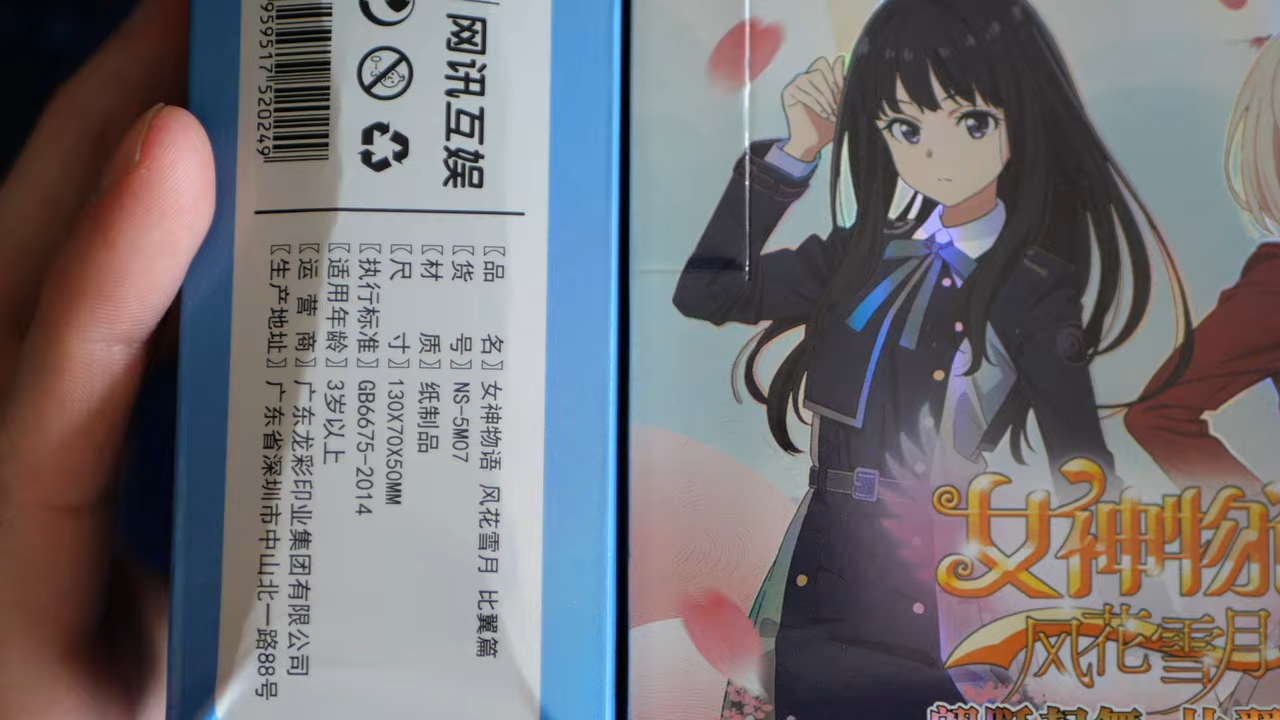 网讯互娱
0-3
959517 520249
【品名】女神物语 风花雪月 比翼篇
【货号】NS-5M07
【材质】纸制品
【尺寸】130X70X50MM
【执行标准】GB6675-2014
【适用年龄】3岁以上
【运营商】广东龙彩印业集团有限公司
【生产地址】广东省深圳市中山北一路88号
女神物
风花雪月